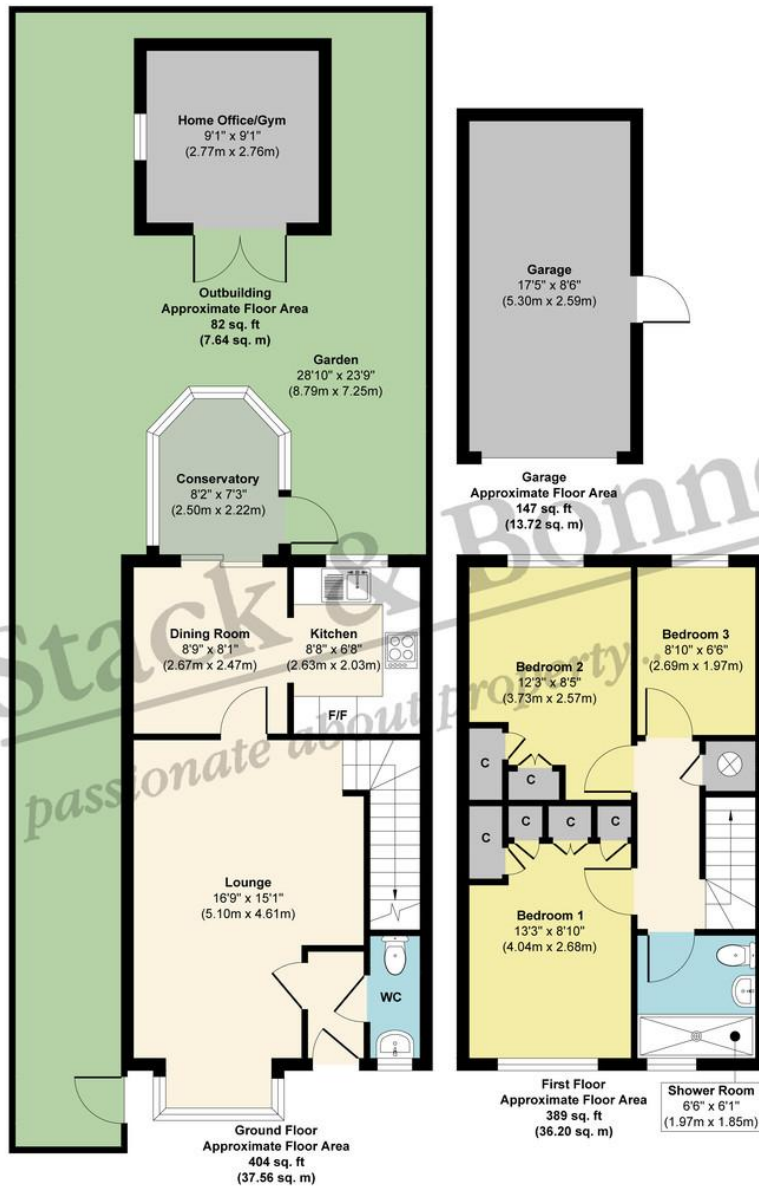 Home Office/Gym
9'1" x 9'1"
(2.77m x 2.76m)
Outbuilding
Approximate Floor Area
82 sq. ft
(7.64 sq. m)
Garden
28'10" x 23'9"
(8.79m x 7.25m)
Garage
17'5" x 8'6"
(5.30m x 2.59m)
Garage
Approximate Floor Area
147 sq. ft
(13.72 sq. m)
Conservatory
8'2" x 7'3"
(2.50m x 2.22m)
Dining Room
8'9" x 8'1"
(2.67m x 2.47m)
Kitchen
8'8" x 6'8"
(2.63m x 2.03m)
F/F
Lounge
16'9" x 15'1"
(5.10m x 4.61m)
WC
Ground Floor
Approximate Floor Area
404 sq. ft
(37.56 sq. m)
Bedroom 2
12'3" x 8'5"
(3.73m x 2.57m)
Bedroom 3
8'10" x 6'6"
(2.69m x 1.97m)
C
C
C
C
C
C
Bedroom 1
13'3" x 8'10"
(4.04m x 2.68m)
First Floor
Approximate Floor Area
389 sq. ft
(36.20 sq. m)
Shower Room
6'6" x 6'1"
(1.97m x 1.85m)
Stack & Bonne
passionate about property...